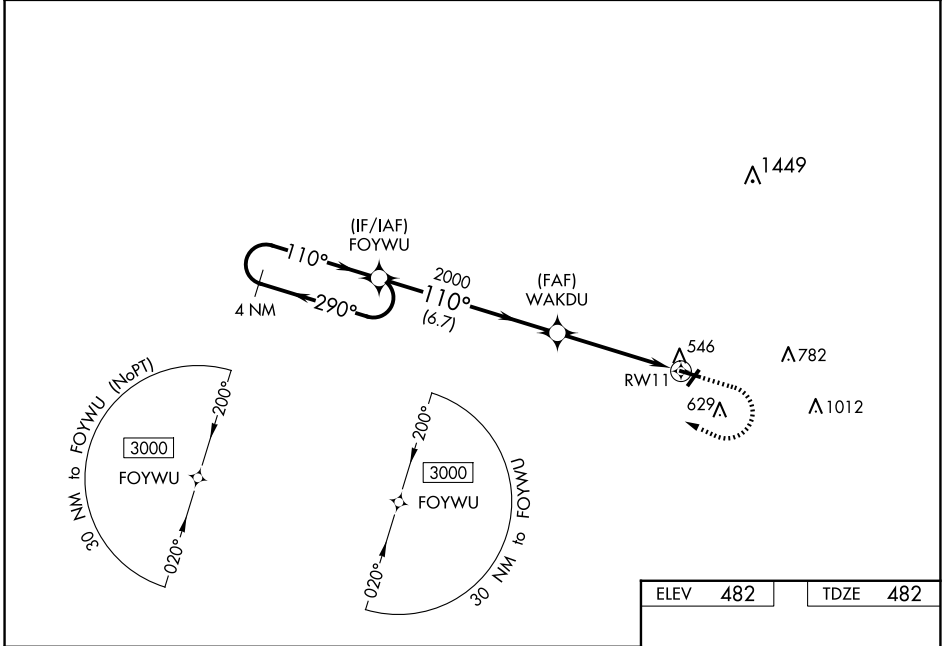 1449
(IF/IAF)
FOYWU
110°
2000
110°
(6.7)
(FAF)
WAKDU
4 NM
290°
546
782
RW11
629
1012
30 NM to FOYWU (NoPT)
200°
3000
FOYWU
020°
200°
3000
FOYWU
020°
30 NM to FOYWU
ELEV 482
TDZE 482